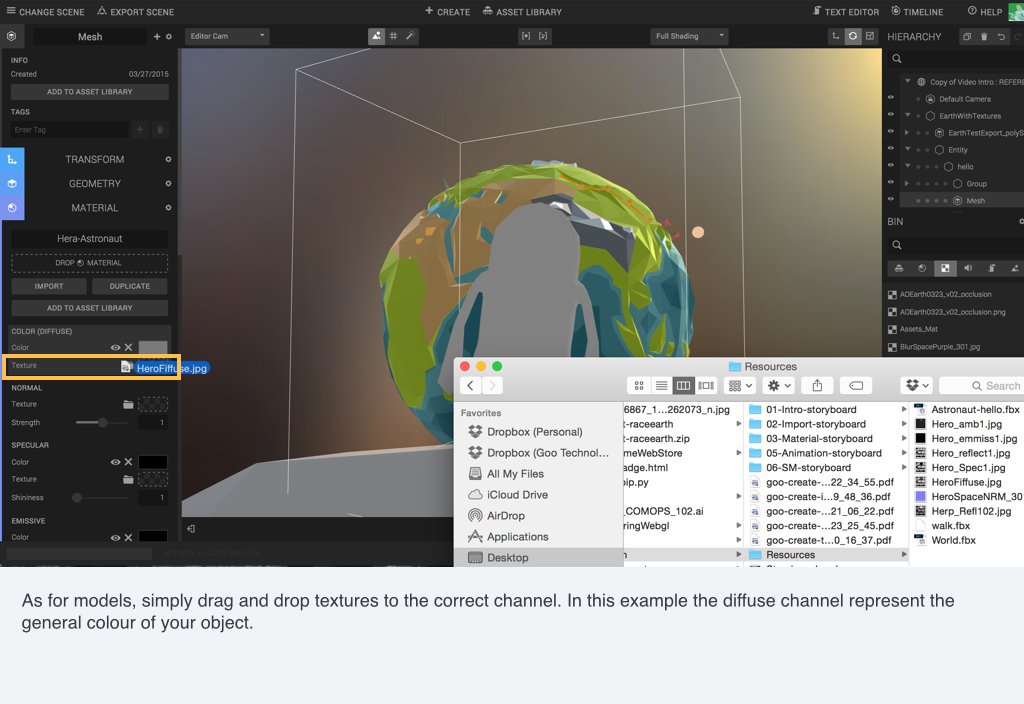 CHANGE SCENE EXPORT SCENE CREATE ASSET LIBRARY TEXT EDITOR TIMELINE HELP
Mesh Editor Cam Full Shading HIERARCHY
INFO
Created 03/27/2015
ADD TO ASSET LIBRARY
TAGS
Enter Tag
TRANSFORM
GEOMETRY
MATERIAL
Hera-Astronaut
DROP MATERIAL
IMPORT DUPLICATE
ADD TO ASSET LIBRARY
COLOR (DIFFUSE)
Color
Texture HeroFiffuse.jpg
NORMAL
Texture
Strength 1
SPECULAR
Color
Texture
Shininess 1
EMISSIVE
Color
Copy of Video Intro : REFERE
Default Camera
EarthWithTextures
EarthTestExport_polyS
Entity
hello
Group
Mesh
BIN
AOEarth0323_v02_occlusion
AOEarth0323_v02_occlusion.png
Assets_Mat
BlurSpacePurple_301.jpg
Resources
Search
Favorites
Dropbox (Personal)
Dropbox (Goo Technol...
All My Files
iCloud Drive
AirDrop
Applications
Desktop
6867_1...262073_n.jpg
t-raceearth
t-raceearth.zip
meWebStore
adge.html
oip.py
_COMOPS_102.ai
ringWebgl
01-Intro-storyboard
02-Import-storyboard
03-Material-storyboard
05-Animation-storyboard
06-SM-storyboard
goo-create-...22_34_55.pdf
goo-create-i...9_48_36.pdf
goo-create-...21_06_22.pdf
goo-create-...23_25_45.pdf
goo-create-t...0_16_37.pdf
Resources
Astronaut-hello.fbx
Hero_amb1.jpg
Hero_emmiss1.jpg
Hero_reflect1.jpg
Hero_Spec1.jpg
HeroFiffuse.jpg
HeroSpaceNRM_30
Herp_Refl102.jpg
walk.fbx
World.fbx
As for models, simply drag and drop textures to the correct channel. In this example the diffuse channel represent the
general colour of your object.